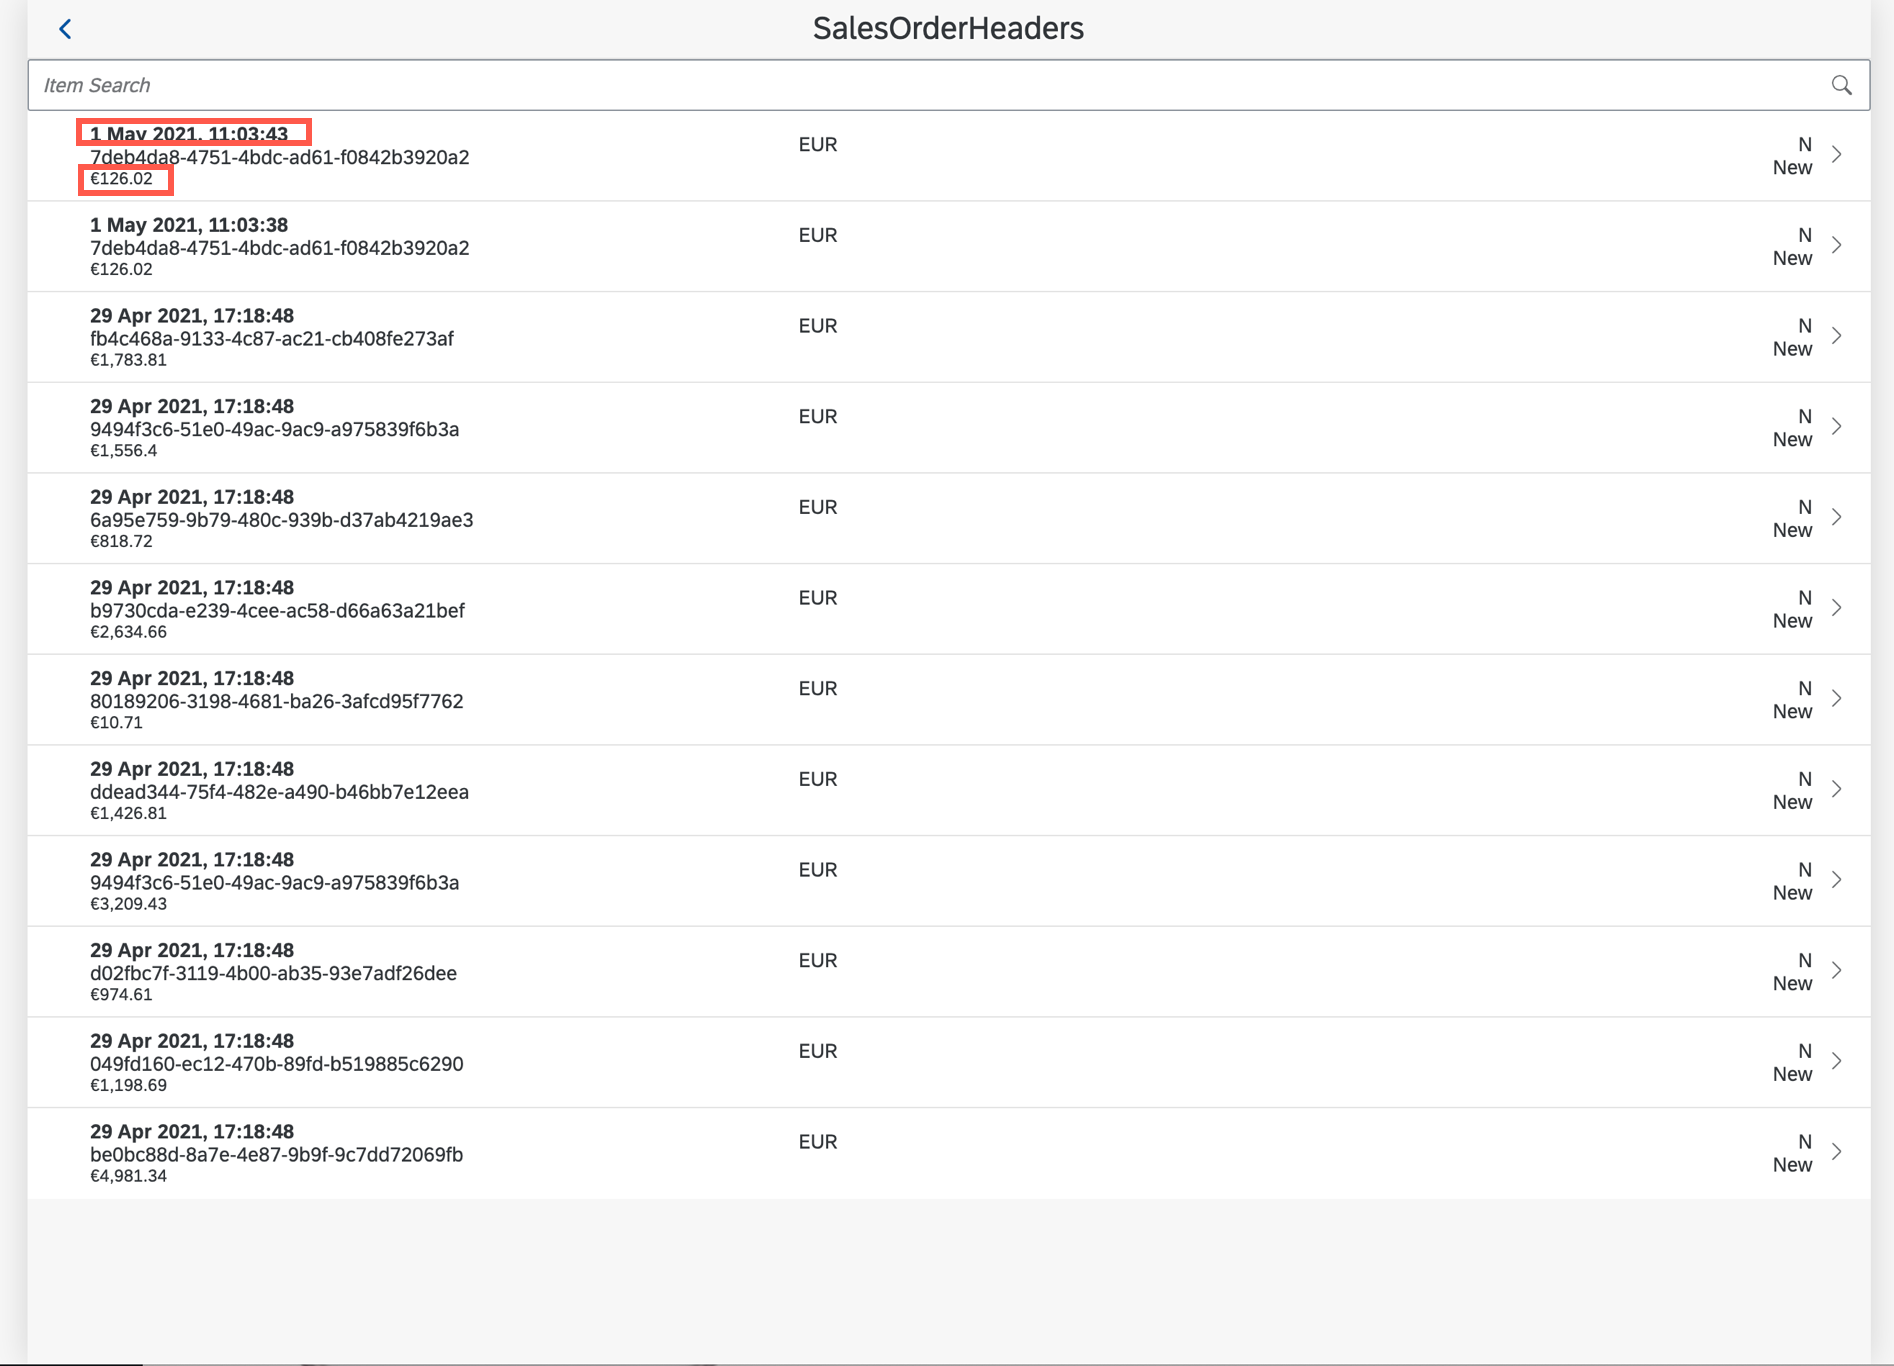 SalesOrderHeaders
Item Search
1 May 2021, 11:03:43
7deb4da8-4751-4bdc-ad61-f0842b3920a2
€126.02
EUR
N
New
1 May 2021, 11:03:38
7deb4da8-4751-4bdc-ad61-f0842b3920a2
€126.02
EUR
N
New
29 Apr 2021, 17:18:48
fb4c468a-9133-4c87-ac21-cb408fe273af
€1,783.81
EUR
N
New
29 Apr 2021, 17:18:48
9494f3c6-51e0-49ac-9ac9-a975839f6b3a
€1,556.4
EUR
N
New
29 Apr 2021, 17:18:48
6a95e759-9b79-480c-939b-d37ab4219ae3
€818.72
EUR
N
New
29 Apr 2021, 17:18:48
b9730cda-e239-4cee-ac58-d66a63a21bef
€2,634.66
EUR
N
New
29 Apr 2021, 17:18:48
80189206-3198-4681-ba26-3afcd95f7762
€10.71
EUR
N
New
29 Apr 2021, 17:18:48
ddead344-75f4-482e-a490-b46bb7e12eea
€1,426.81
EUR
N
New
29 Apr 2021, 17:18:48
9494f3c6-51e0-49ac-9ac9-a975839f6b3a
€3,209.43
EUR
N
New
29 Apr 2021, 17:18:48
d02fbc7f-3119-4b00-ab35-93e7adf26dee
€974.61
EUR
N
New
29 Apr 2021, 17:18:48
049fd160-ec12-470b-89fd-b519885c6290
€1,198.69
EUR
N
New
29 Apr 2021, 17:18:48
be0bc88d-8a7e-4e87-9b9f-9c7dd72069fb
€4,981.34
EUR
N
New